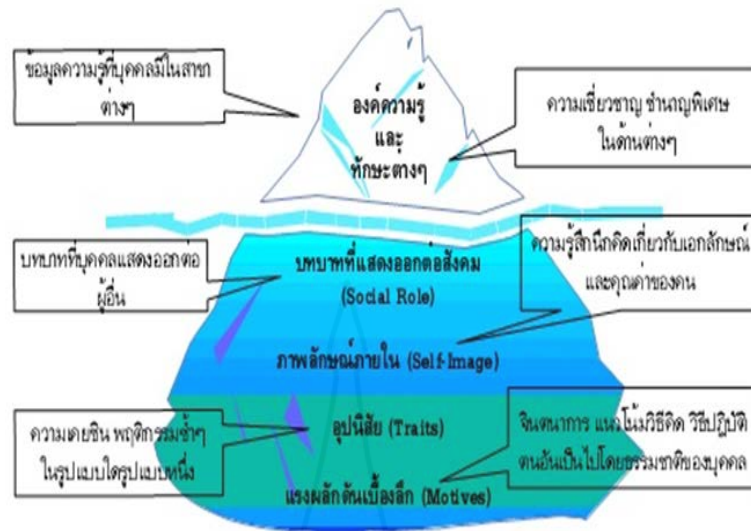 ข้อมูลความรู้ที่บุคคลมีในสาขา
ต่างๆ
องค์ความรู้
และ
ทักษะต่างๆ
ความเชี่ยวชาญ ชำนาญพิเศษ
ในด้านต่างๆ
บทบาทที่บุคคลแสดงออกต่อ
ผู้อื่น
บทบาทที่แสดงออกต่อสังคม
(Social Role)
ความรู้สึกนึกคิดเกี่ยวกับเอกลักษณ์
และคุณค่าของคน
ภาพลักษณ์ภายใน (Self-Image)
ความเคยชิน พฤติกรรมซ้ำๆ
ในรูปแบบใดรูปแบบหนึ่ง
อุปนิสัย (Traits)
จินตนาการ แนวโน้มวิธีคิด วิธีปฏิบัติ
ตนอันเป็นไปโดยธรรมชาติของบุคคล
แรงผลักดันเบื้องลึก (Motives)